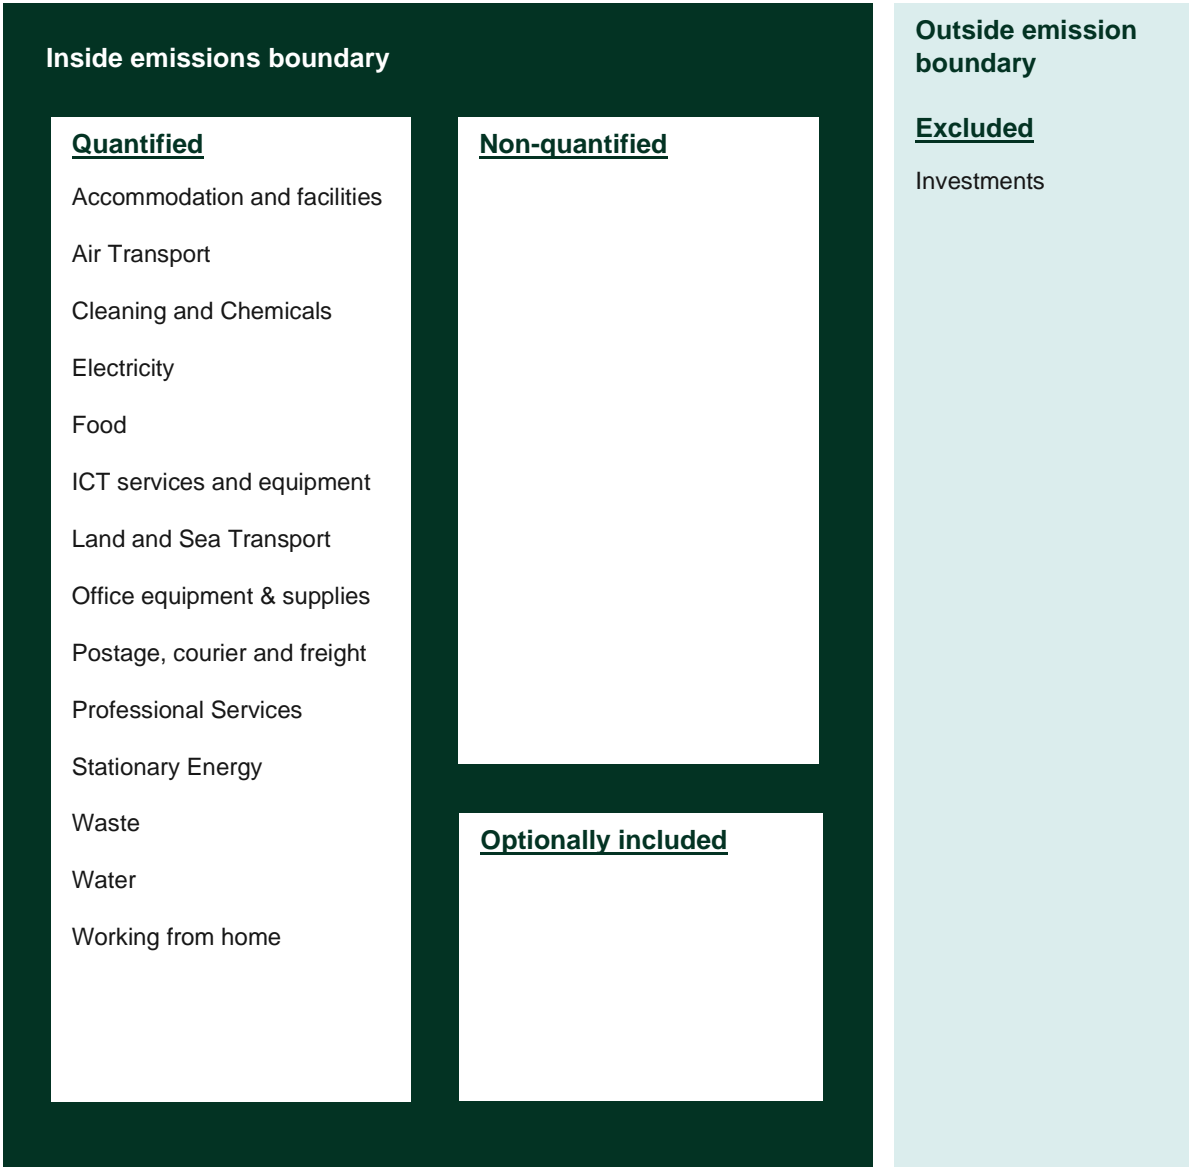 Inside emissions boundary
Quantified
Accommodation and facilities
Air Transport
Cleaning and Chemicals
Electricity
Food
ICT services and equipment
Land and Sea Transport
Office equipment & supplies
Postage, courier and freight
Professional Services
Stationary Energy
Waste
Water
Working from home
Non-quantified
Optionally included
Outside emission
boundary
Excluded
Investments